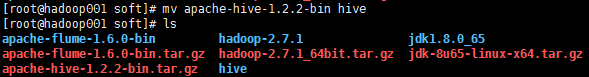 [root@hadoop001 soft]# mv apache-hive-1.2.2-bin hive
[root@hadoop001 soft]# ls
apache-flume-1.6.0-bin hadoop-2.7.1 jdk1.8.0_65
apache-flume-1.6.0-bin.tar.gz hadoop-2.7.1_64bit.tar.gz jdk-8u65-linux-x64.tar.gz
apache-hive-1.2.2-bin.tar.gz hive